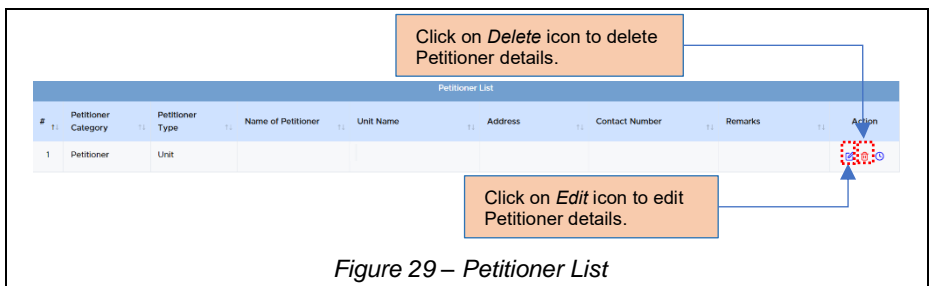 Click on Delete icon to delete
Petitioner details.
Petitioner List
# Petitioner Category Petitioner Type Name of Petitioner Unit Name Address Contact Number Remarks Action
1 Petitioner Unit
Click on Edit icon to edit
Petitioner details.
Figure 29 – Petitioner List